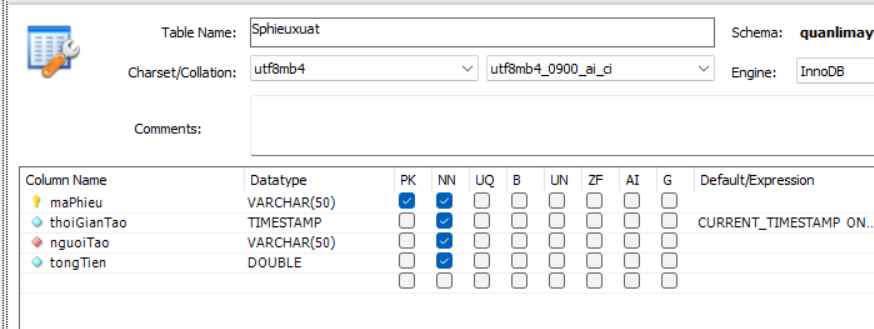 Table Name: Sphieuxuat Schema: quanlimay
Charset/Collation: utf8mb4 utf8mb4_0900_ai_ci Engine: InnoDB
Comments:
Column Name Datatype PK NN UQ B UN ZF AI G Default/Expression
maPhieu VARCHAR(50)
thoiGianTao TIMESTAMP CURRENT_TIMESTAMP ON...
nguoiTao VARCHAR(50)
tongTien DOUBLE